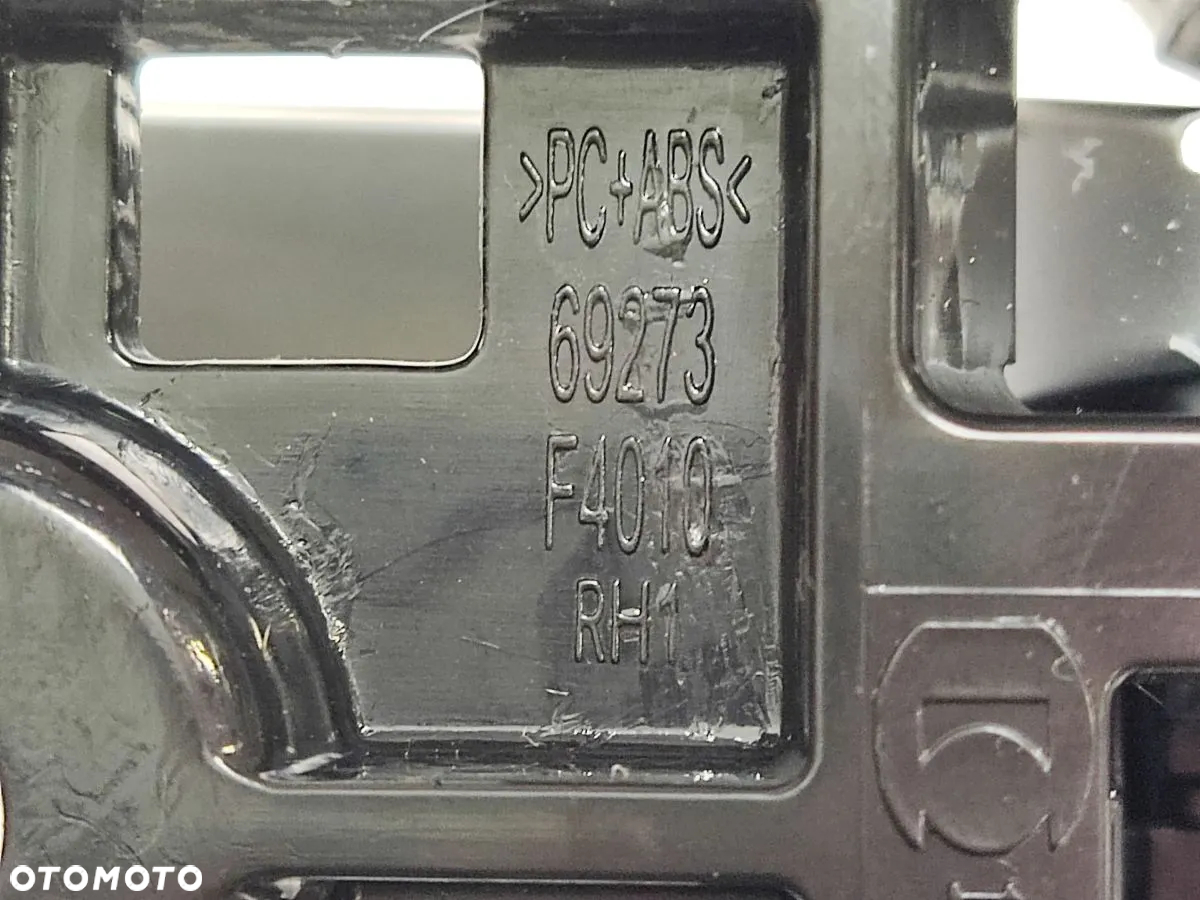 >PC+ABS<
69273
F4010
RH1
OTOMOTO